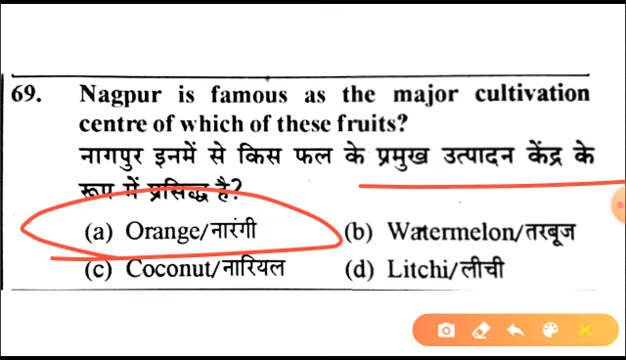 69. Nagpur is famous as the major cultivation
centre of which of these fruits?
नागपुर इनमें से किस फल के प्रमुख उत्पादन केंद्र के
रूप में प्रसिद्ध है?
(a) Orange/नारंगी (b) Watermelon/तरबूज
(c) Coconut/नारियल (d) Litchi/लीची